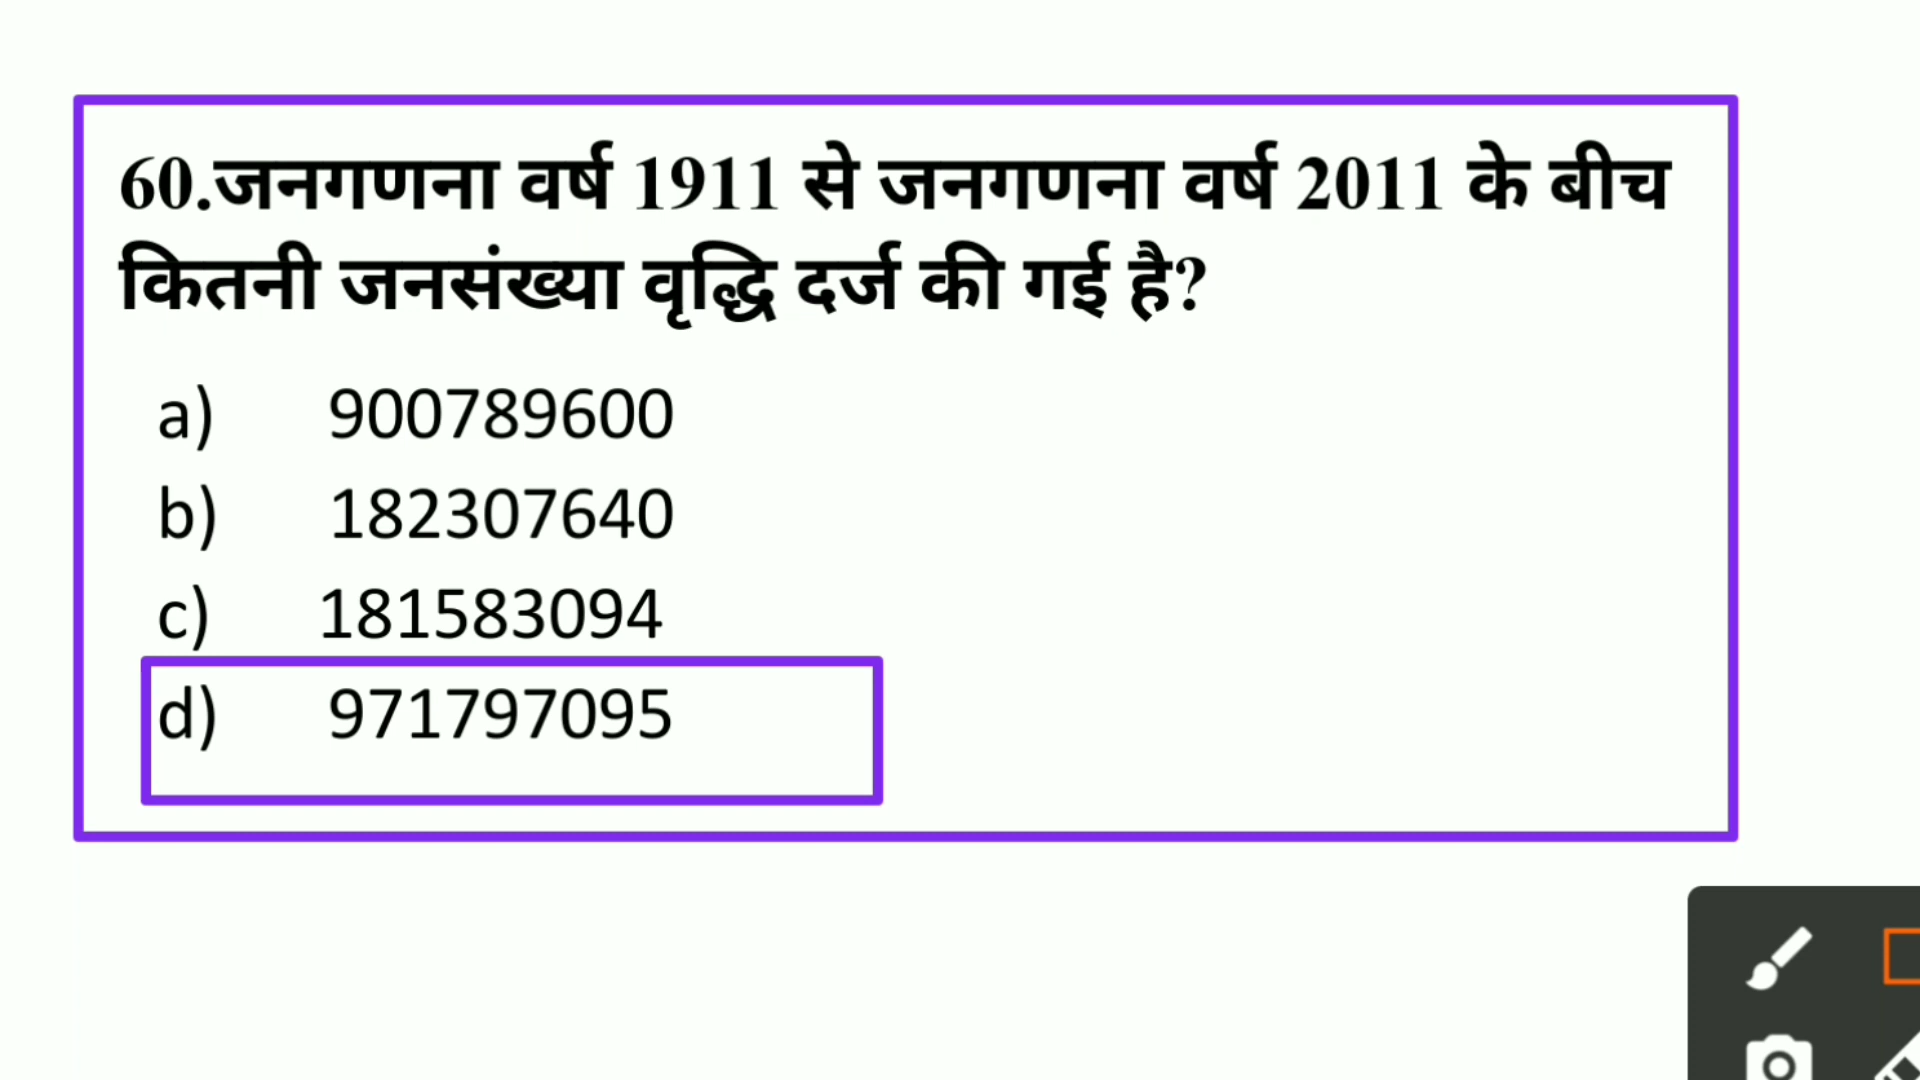 60.जनगणना वर्ष 1911 से जनगणना वर्ष 2011 के बीच
कितनी जनसंख्या वृद्धि दर्ज की गई है?
a) 900789600
b) 182307640
c) 181583094
d) 971797095